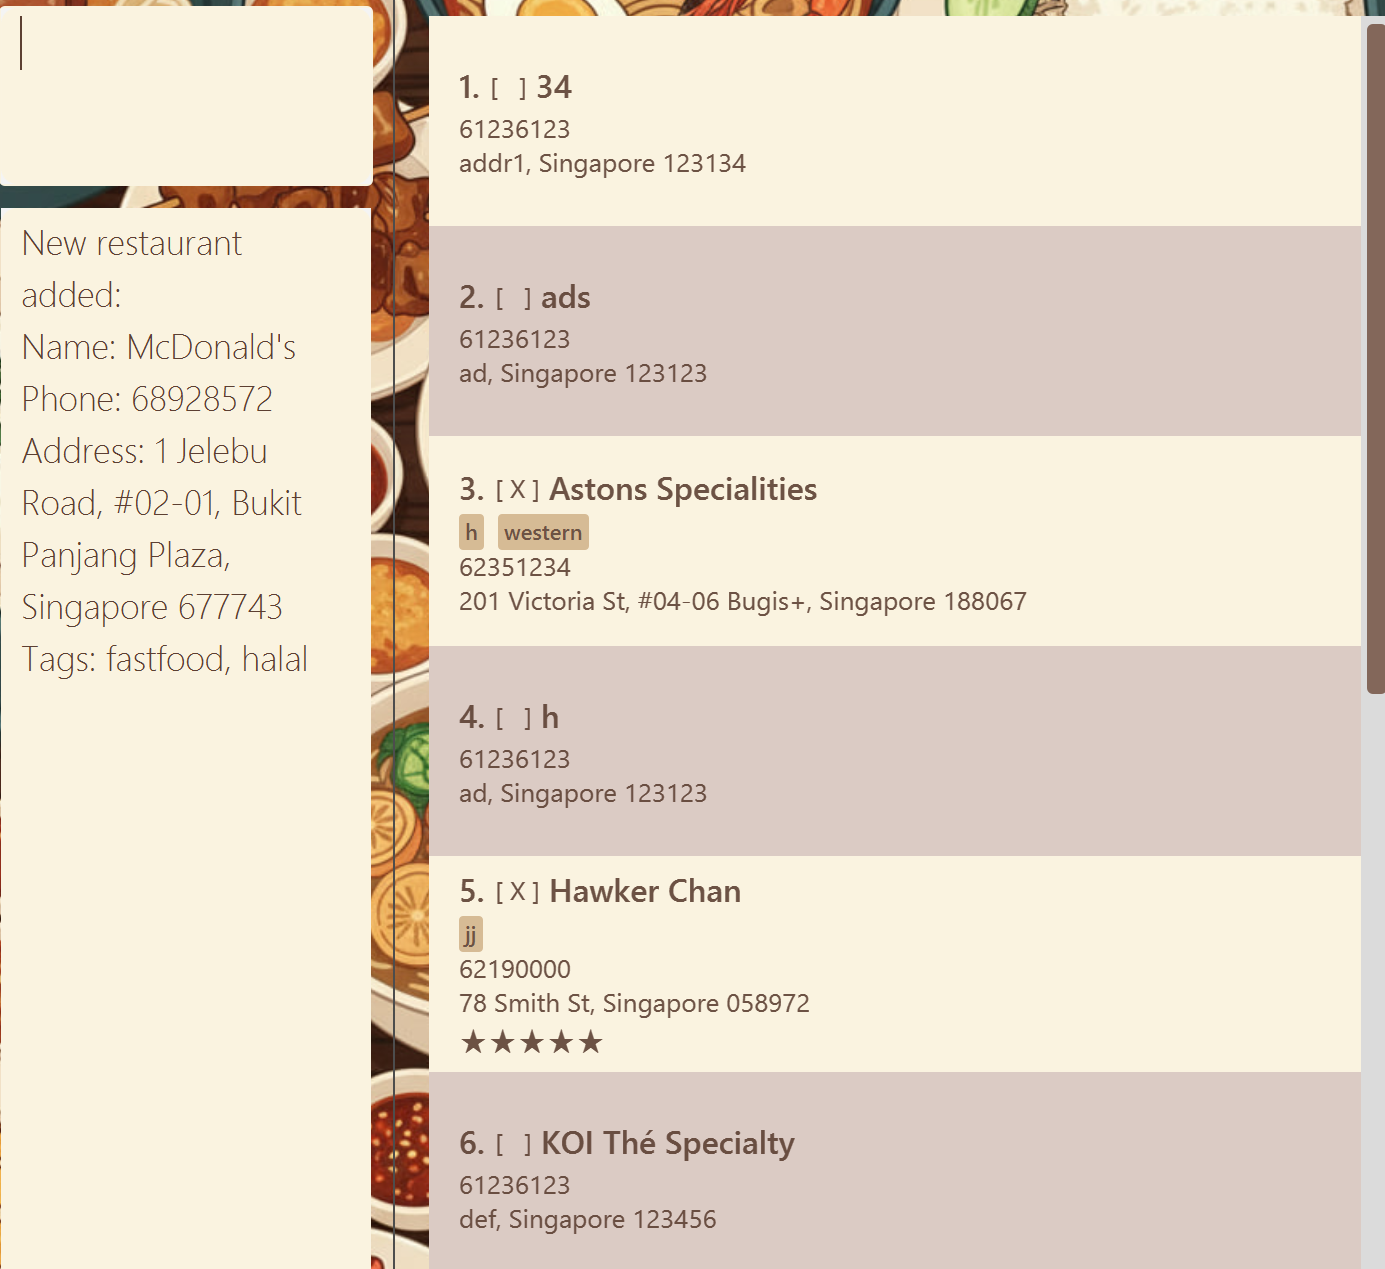 New restaurant
added:
Name: McDonald's
Phone: 68928572
Address: 1 Jelebu
Road, #02-01, Bukit
Panjang Plaza,
Singapore 677743
Tags: fastfood, halal
1. [ ] 34
61236123
addr1, Singapore 123134
2. [ ] ads
61236123
ad, Singapore 123123
3. [ X ] Astons Specialities
h western
62351234
201 Victoria St, #04-06 Bugis+, Singapore 188067
4. [ ] h
61236123
ad, Singapore 123123
5. [ X ] Hawker Chan
jj
62190000
78 Smith St, Singapore 058972
★★★★★
6. [ ] KOI Thé Specialty
61236123
def, Singapore 123456